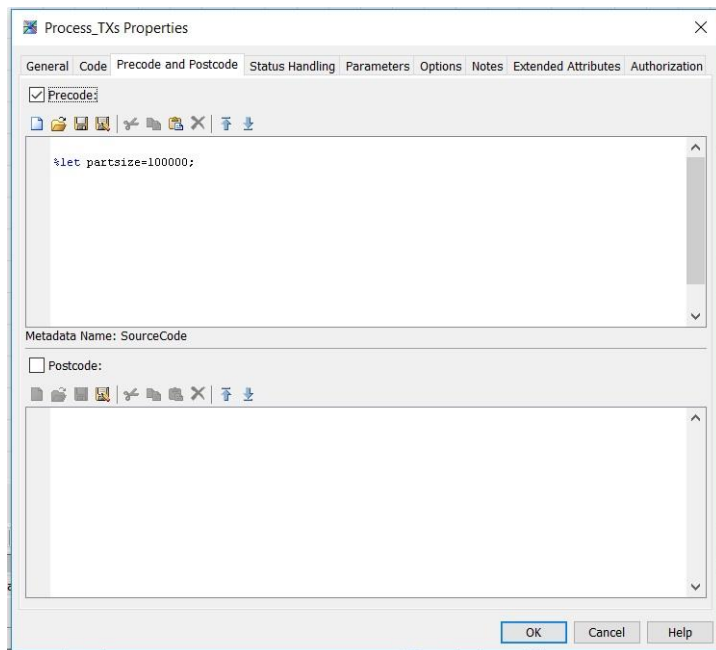 Process_TXs Properties
General Code Precode and Postcode Status Handling Parameters Options Notes Extended Attributes Authorization
Precode:
%let partsize=100000;
Metadata Name: SourceCode
Postcode:
OK Cancel Help